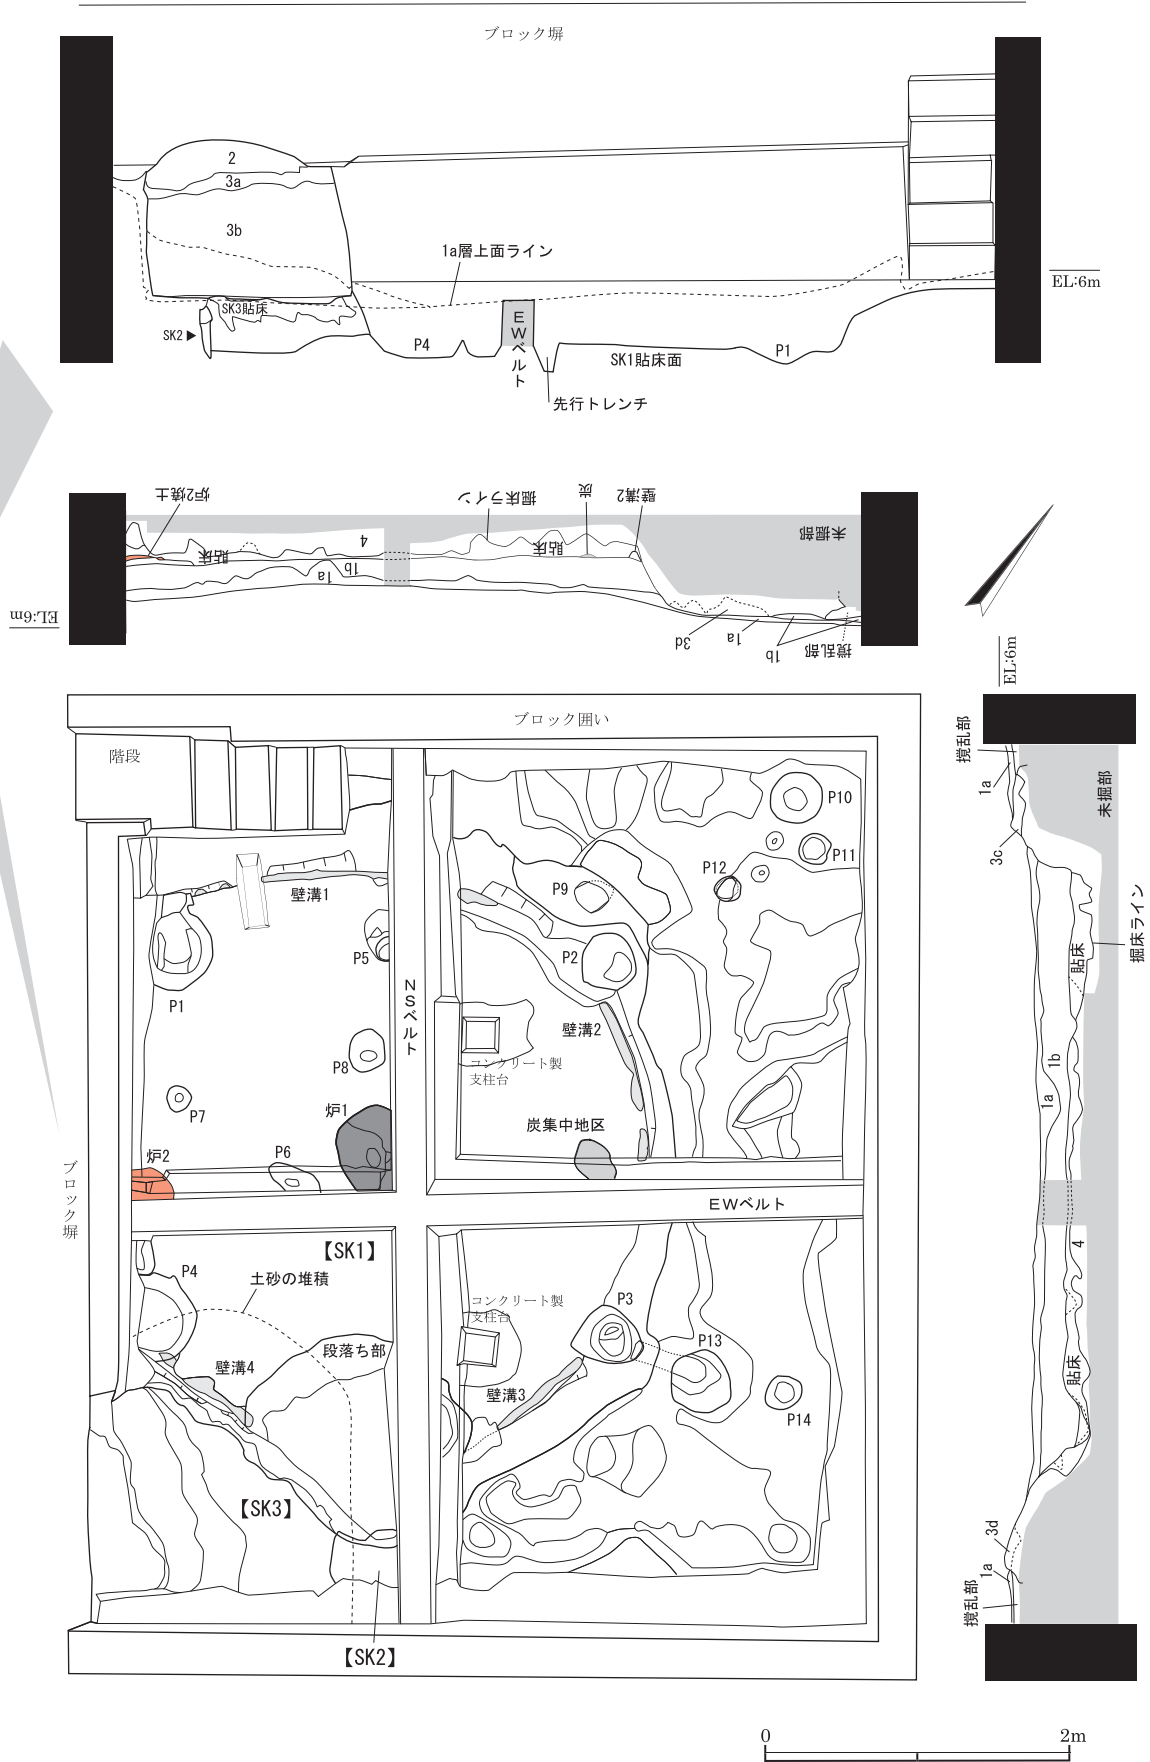 ブロック塀
2
3a
3b
1a層上面ライン
EL:6m
SK3貼床
SK2
P4
EWベルト
SK1貼床面
P1
先行トレンチ
炉2焼土
掘床ライン
炭
壁溝2
未掘部
貼床
4
貼床
1b
1a
EL:6m
3d
1a
1b
撹乱部
EL:6m
ブロック囲い
階段
撹乱部
1a
未掘部
3c
P10
P11
P12
壁溝1
P9
P5
P2
掘床ライン
貼床
P1
NSベルト
壁溝2
P8
コンクリート製
支柱台
1b
1a
P7
炉1
炭集中地区
炉2
P6
ブロック塀
EWベルト
【SK1】
4
P4
土砂の堆積
コンクリート製
支柱台
P3
段落ち部
P13
壁溝4
壁溝3
貼床
P14
【SK3】
3d
1a
撹乱部
【SK2】
0
2m